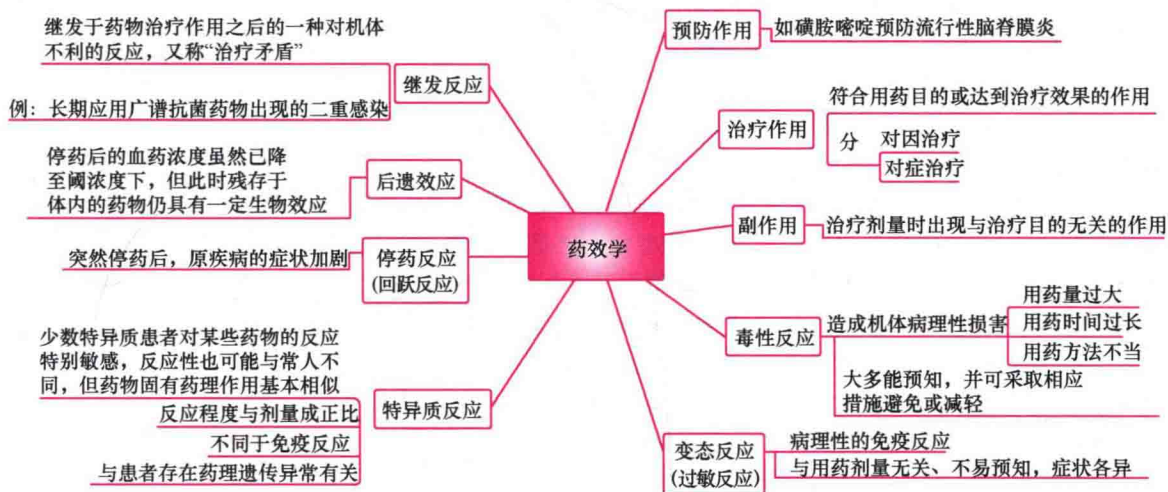 药效学
预防作用
如磺胺嘧啶预防流行性脑脊膜炎
治疗作用
符合用药目的或达到治疗效果的作用
分
对因治疗
对症治疗
副作用
治疗剂量时出现与治疗目的无关的作用
毒性反应
造成机体病理性损害
用药量过大
用药时间过长
用药方法不当
大多能预知，并可采取相应
措施避免或减轻
变态反应
(过敏反应)
病理性的免疫反应
与用药剂量无关、不易预知，症状各异
继发反应
继发于药物治疗作用之后的一种对机体
不利的反应，又称“治疗矛盾”
例：长期应用广谱抗菌药物出现的二重感染
后遗效应
停药后的血药浓度虽然已降
至阈浓度下，但此时残存于
体内的药物仍具有一定生物效应
停药反应
(回跃反应)
突然停药后，原疾病的症状加剧
特异质反应
少数特异质患者对某些药物的反应
特别敏感，反应性也可能与常人不
同，但药物固有药理作用基本相似
反应程度与剂量成正比
不同于免疫反应
与患者存在药理遗传异常有关